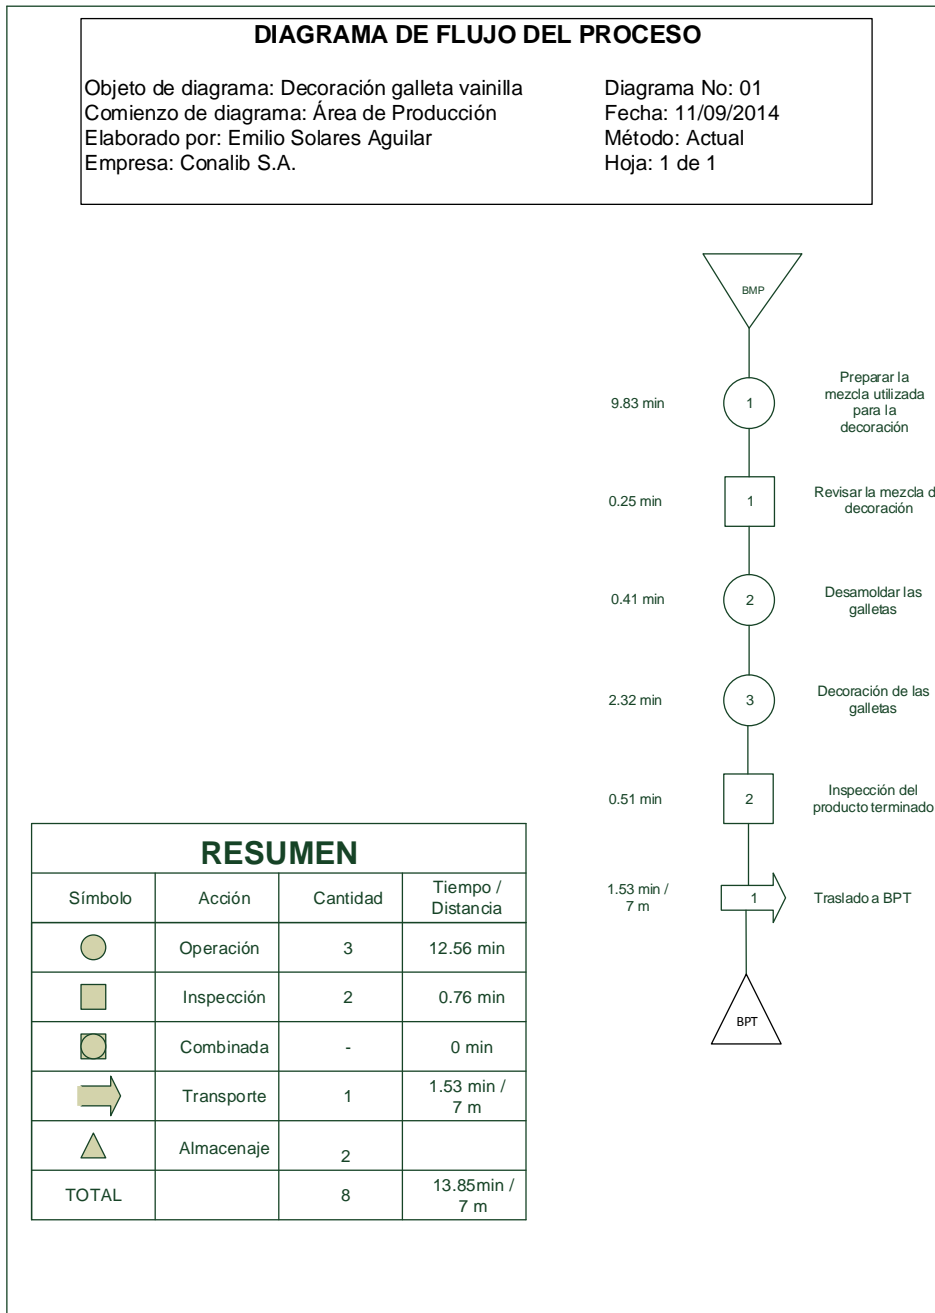 DIAGRAMA DE FLUJO DEL PROCESO
Objeto de diagrama: Decoración galleta vainilla
Diagrama No: 01
Comienzo de diagrama: Área de Producción
Fecha: 11/09/2014
Elaborado por: Emilio Solares Aguilar
Método: Actual
Empresa: Conalib S.A.
Hoja: 1 de 1
BMP
9.83 min
1
Preparar la
mezcla utilizada
para la
decoración
0.25 min
1
Revisar la mezcla d
decoración
0.41 min
2
Desamoldar las
galletas
2.32 min
3
Decoración de las
galletas
0.51 min
2
Inspección del
producto terminado
1.53 min /
7 m
1
Traslado a BPT
BPT
RESUMEN
Símbolo
Acción
Cantidad
Tiempo /
Distancia
Operación
3
12.56 min
Inspección
2
0.76 min
Combinada
-
0 min
Transporte
1
1.53 min /
7 m
Almacenaje
2
TOTAL
8
13.85min /
7 m